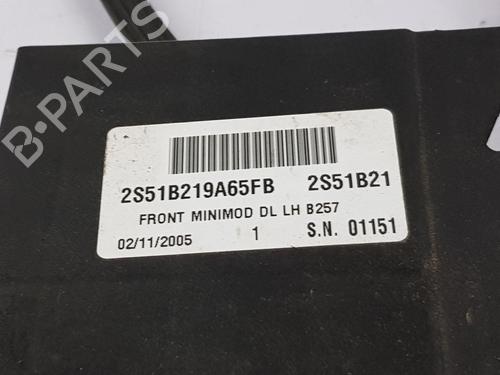 B-PARTS
2S51B219A65FB 2S51B21
FRONT MINIMOD DL LH B257
02/11/2005 1 S.N. 01151